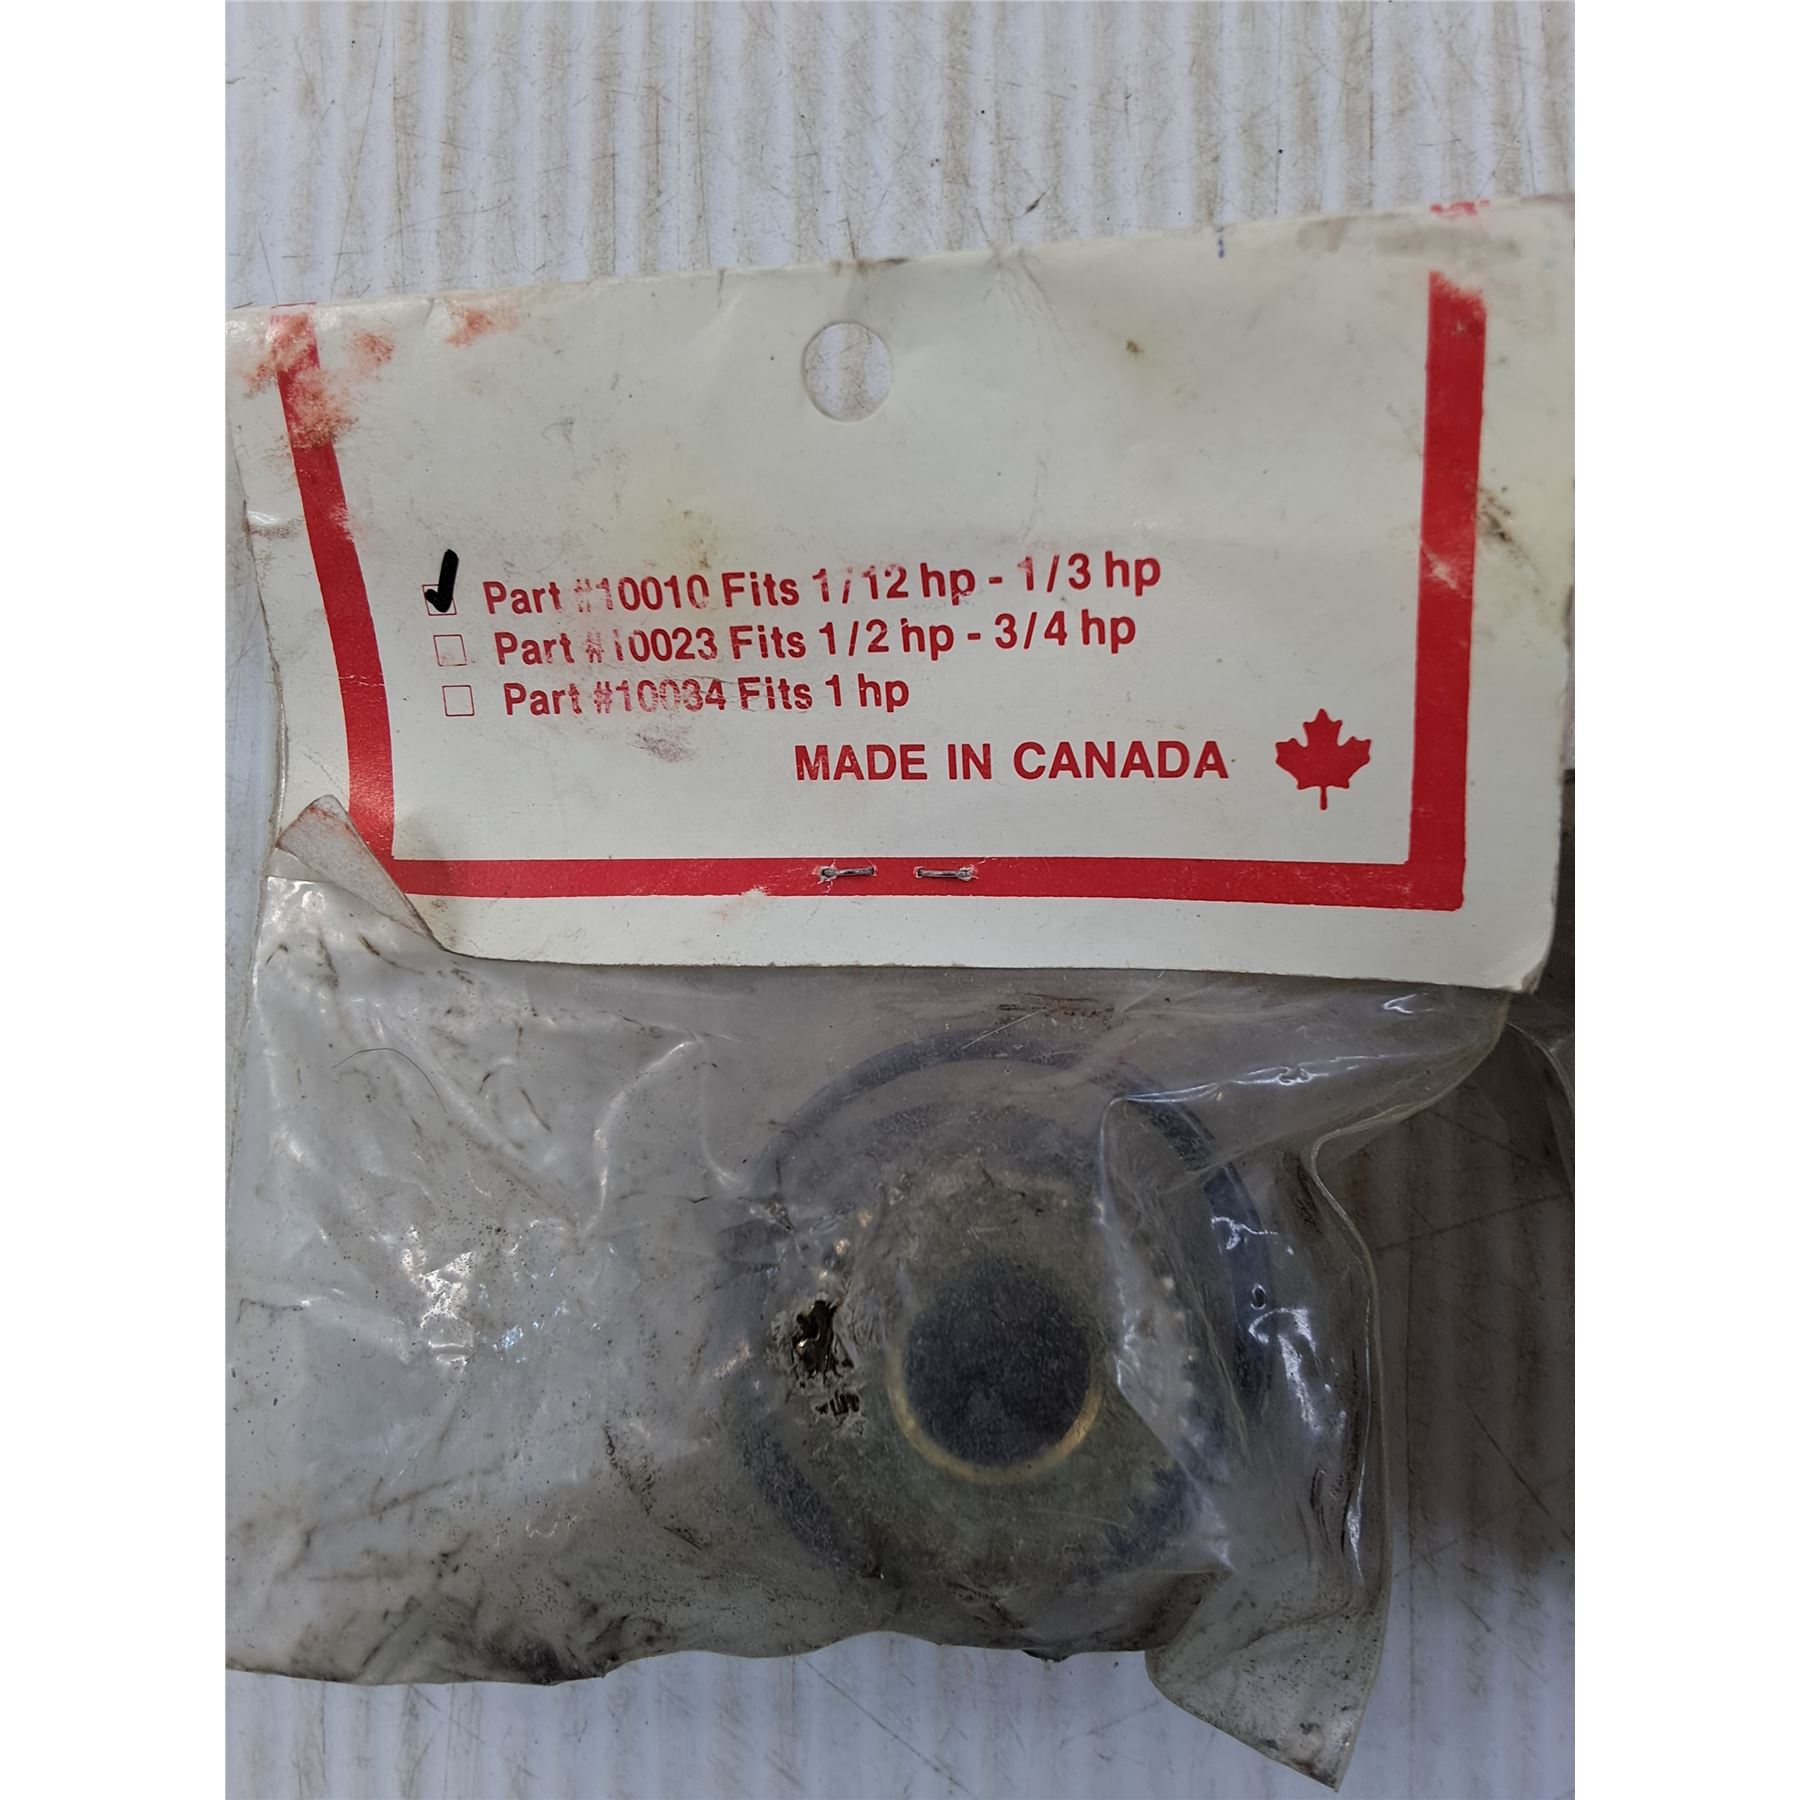 Part #10010 Fits 1/12 hp - 1/3 hp
Part #10023 Fits 1/2 hp - 3/4 hp
Part #10034 Fits 1 hp
MADE IN CANADA